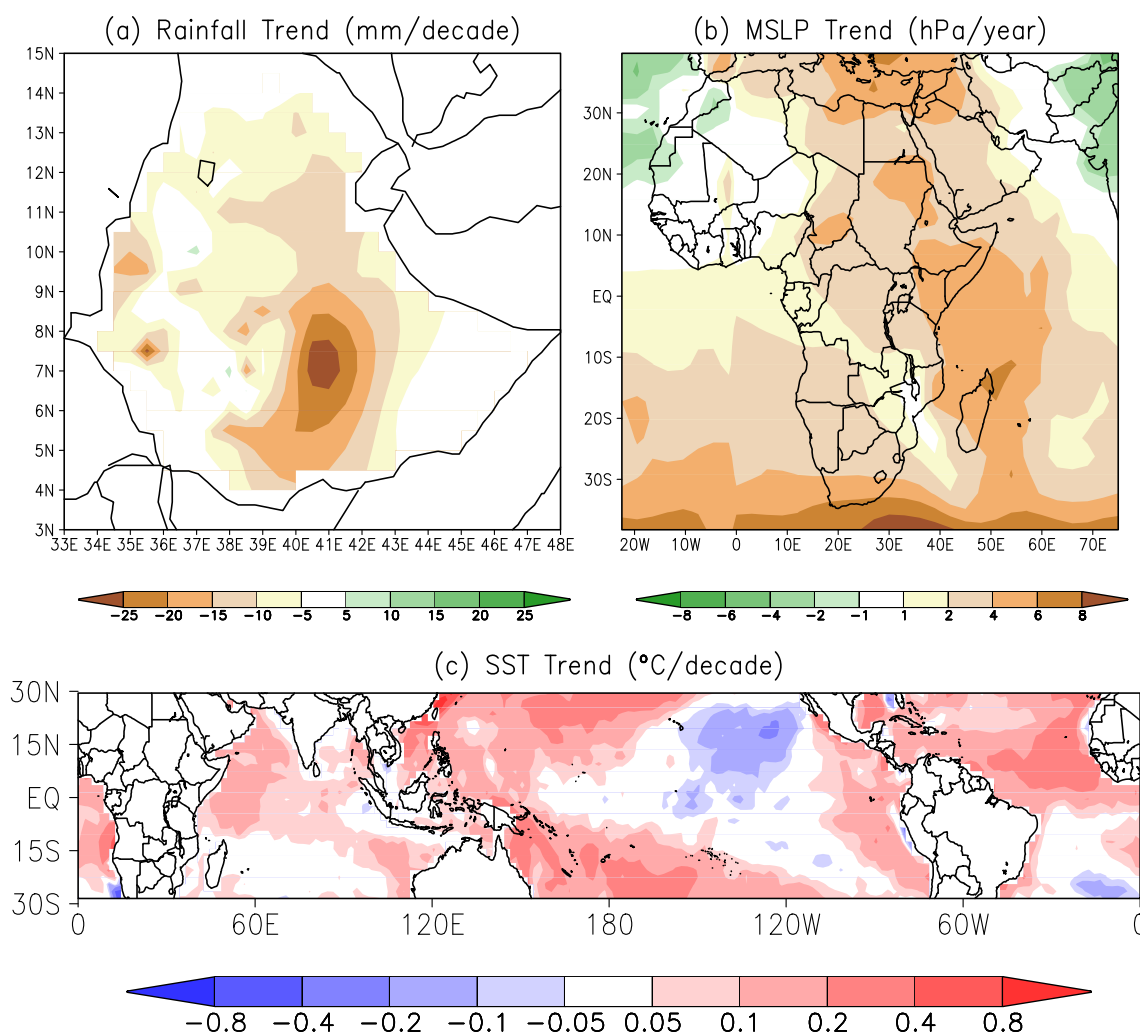 (a) Rainfall Trend (mm/decade)
(b) MSLP Trend (hPa/year)
15N
14N
13N
12N
11N
10N
9N
8N
7N
6N
5N
4N
3N
33E 34E 35E 36E 37E 38E 39E 40E 41E 42E 43E 44E 45E 46E 47E 48E
30N
20N
10N
EQ
10S
20S
30S
20W 10W 0 10E 20E 30E 40E 50E 60E 70E
-25 -20 -15 -10 -5 5 10 15 20 25
-8 -6 -4 -2 -1 1 2 4 6 8
(c) SST Trend (°C/decade)
30N
15N
EQ
15S
30S
0 60E 120E 180 120W 60W 0
-0.8 -0.4 -0.2 -0.1 -0.05 0.05 0.1 0.2 0.4 0.8